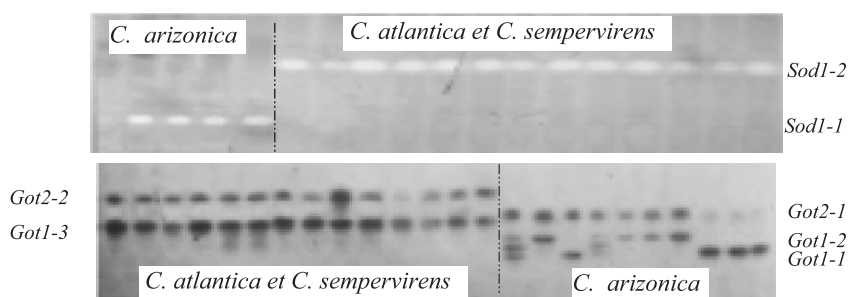 C. arizonica
C. atlantica et C. sempervirens
Sod1-2
Sod1-1
Got2-2
Got2-1
Got1-3
Got1-2
Got1-1
C. atlantica et C. sempervirens
C. arizonica